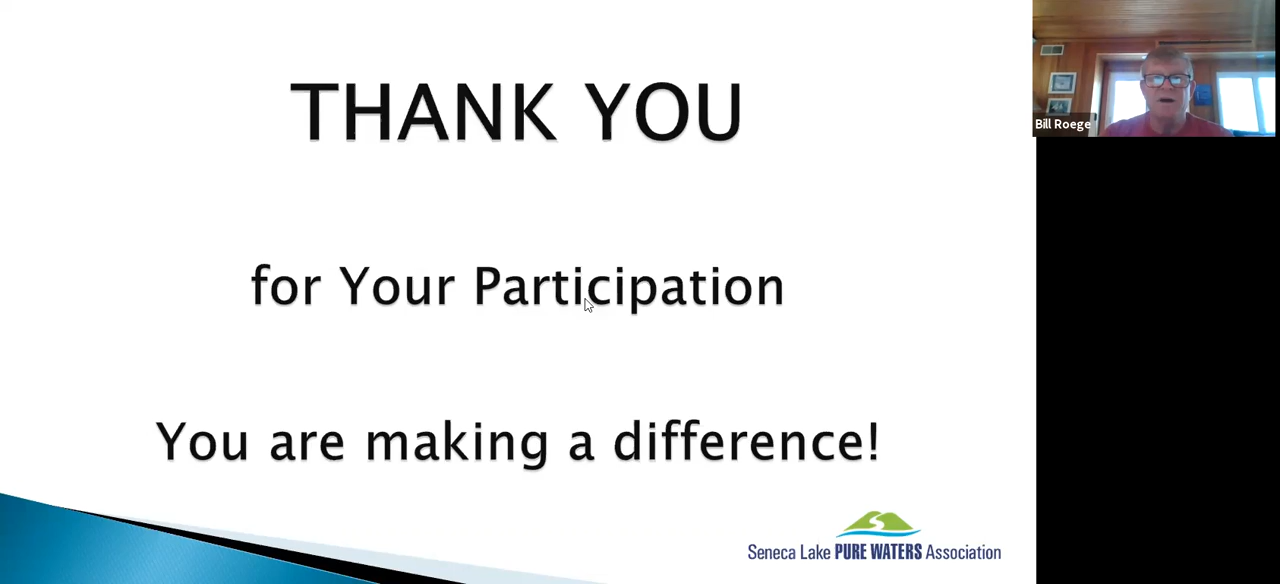 THANK YOU
for Your Participation
You are making a difference!
Seneca Lake PURE WATERS Association
Bill Roege